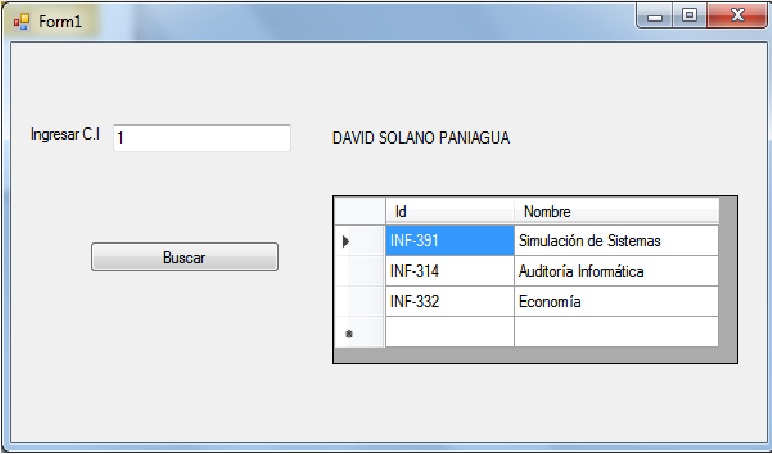 Form1
Ingresar C.I 1 DAVID SOLANO PANIAGUA
Buscar
Id Nombre
INF-391 Simulación de Sistemas
INF-314 Auditoría Informática
INF-332 Economía